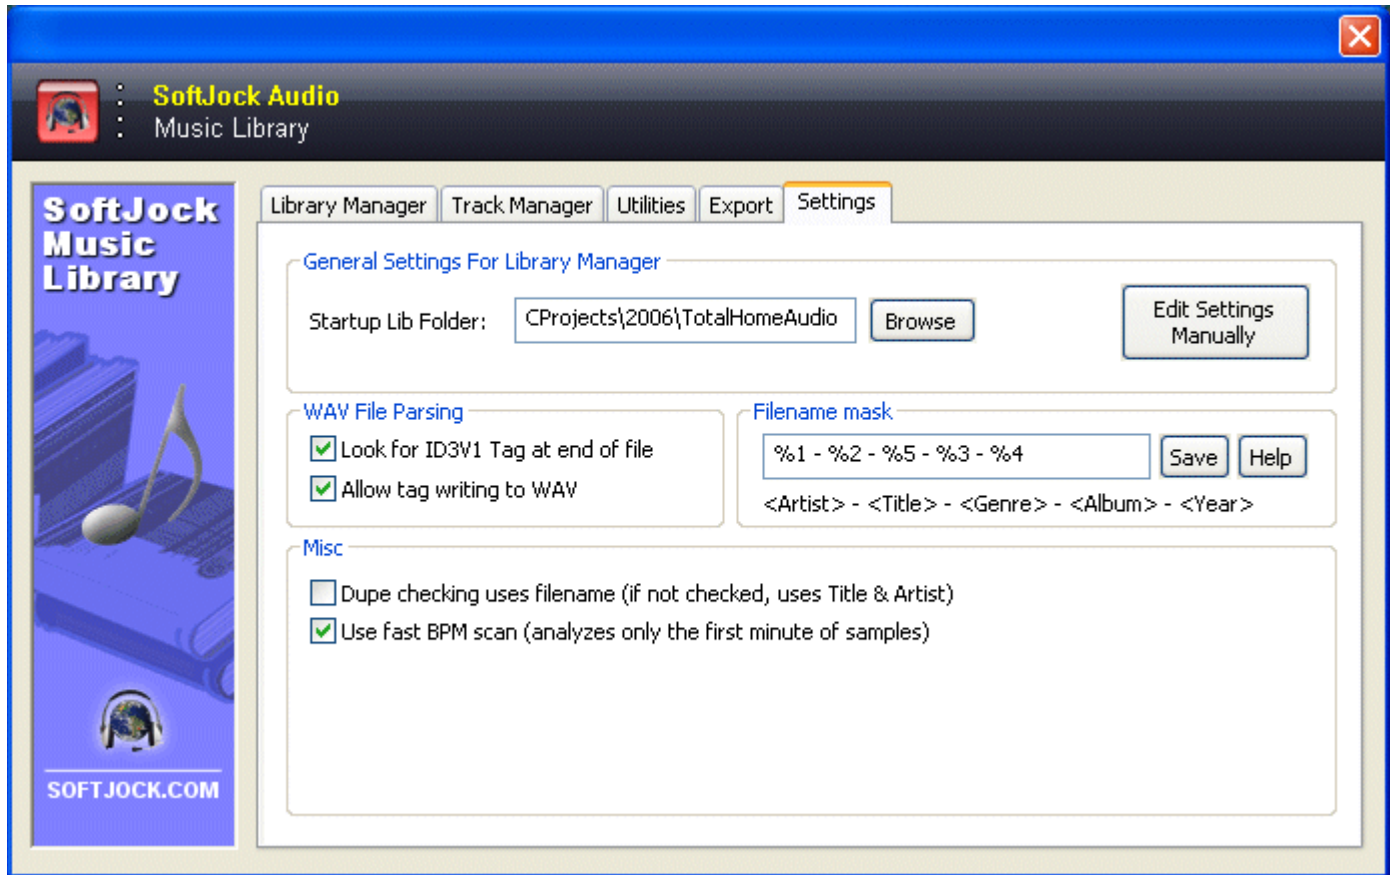 SoftJock Audio
Music Library
SoftJock
Music
Library
SOFTJOCK.COM
Library Manager
Track Manager
Utilities
Export
Settings
General Settings For Library Manager
Startup Lib Folder:
CProjects\2006\TotalHomeAudio
Browse
Edit Settings
Manually
WAV File Parsing
Look for ID3V1 Tag at end of file
Allow tag writing to WAV
Filename mask
%1 - %2 - %5 - %3 - %4
Save
Help
<Artist> - <Title> - <Genre> - <Album> - <Year>
Misc
Dupe checking uses filename (if not checked, uses Title & Artist)
Use fast BPM scan (analyzes only the first minute of samples)